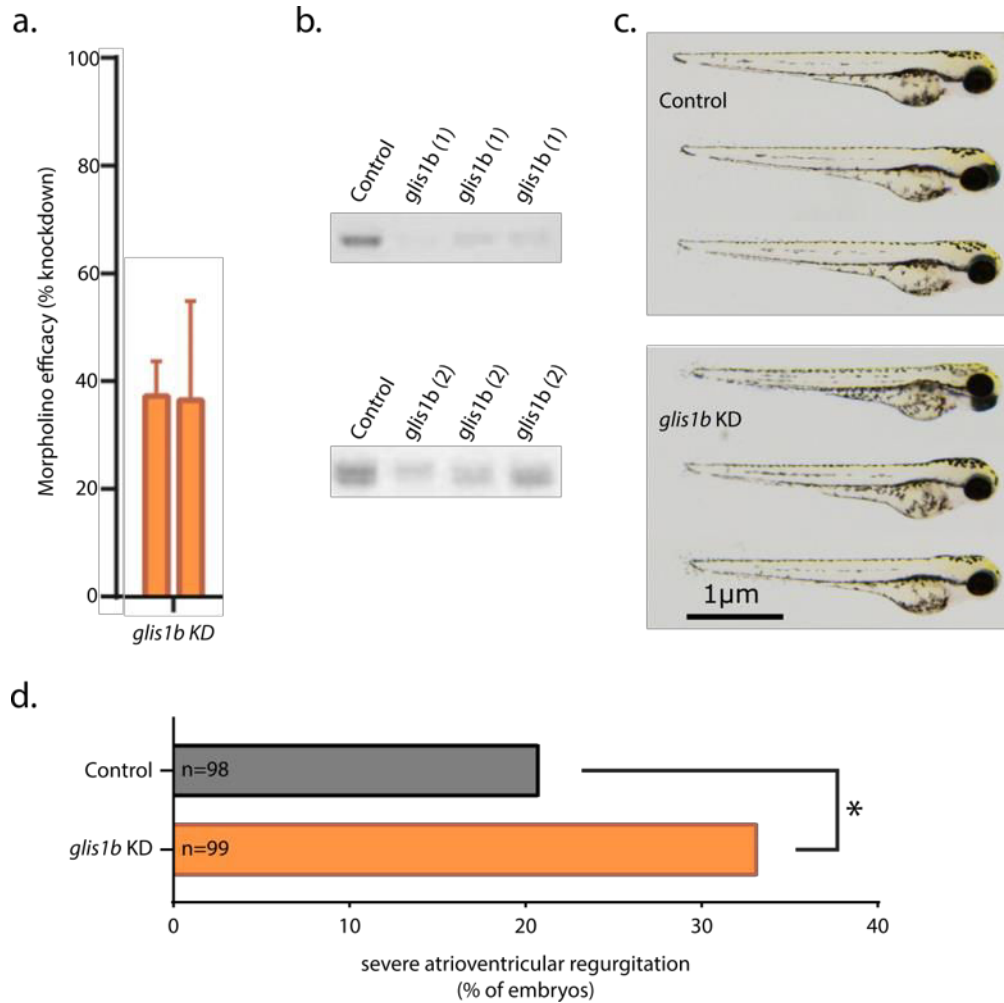 a.
Morpholino efficacy (% knockdown)
100
80
60
40
20
0
glis1b KD
b.
Control
glis1b (1)
glis1b (1)
glis1b (1)
Control
glis1b (2)
glis1b (2)
glis1b (2)
c.
Control
glis1b KD
1µm
d.
Control
n=98
*
glis1b KD
n=99
0
10
20
30
40
severe atrioventricular regurgitation
(% of embryos)